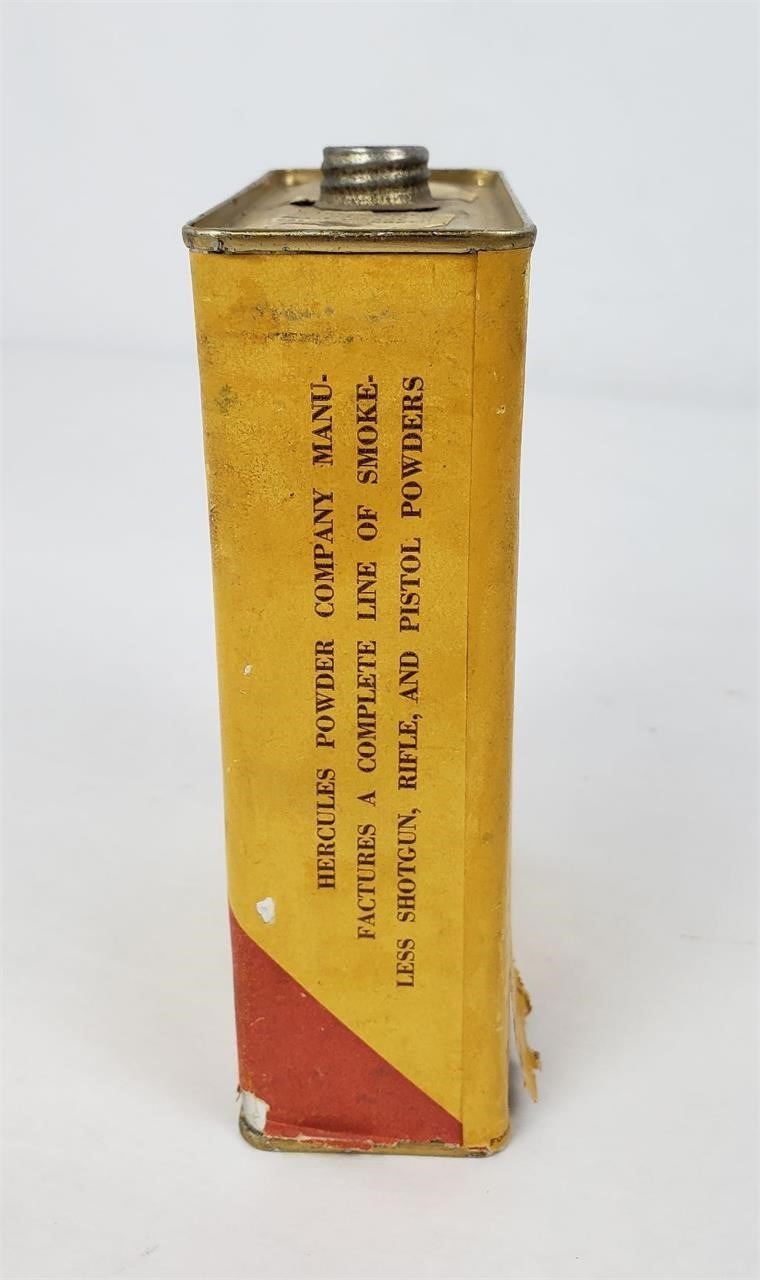 HERCULES POWDER COMPANY MANU-
FACTURES A COMPLETE LINE OF SMOKE-
LESS SHOTGUN, RIFLE, AND PISTOL POWDERS